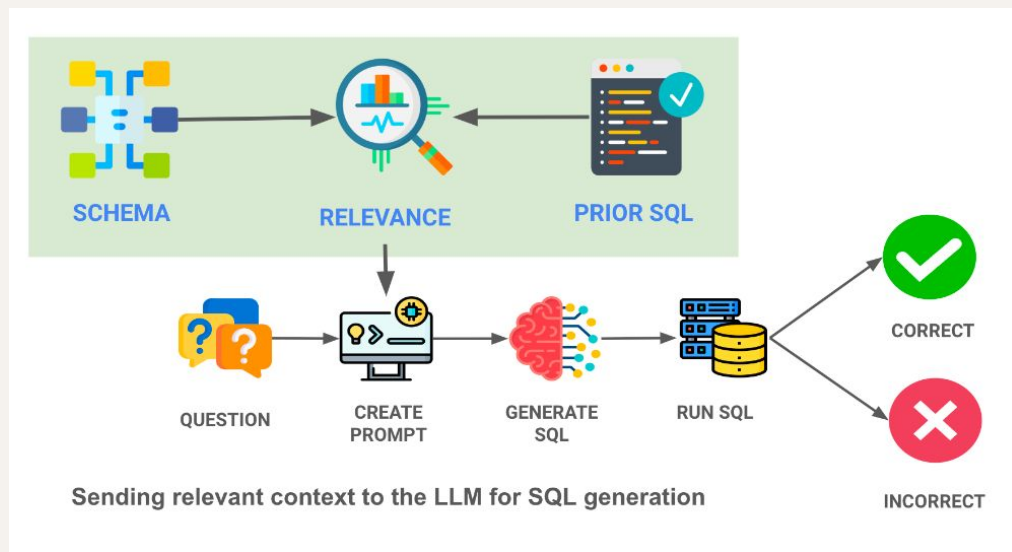 SCHEMA
RELEVANCE
PRIOR SQL
QUESTION
CREATE
PROMPT
GENERATE
SQL
RUN SQL
CORRECT
INCORRECT
Sending relevant context to the LLM for SQL generation